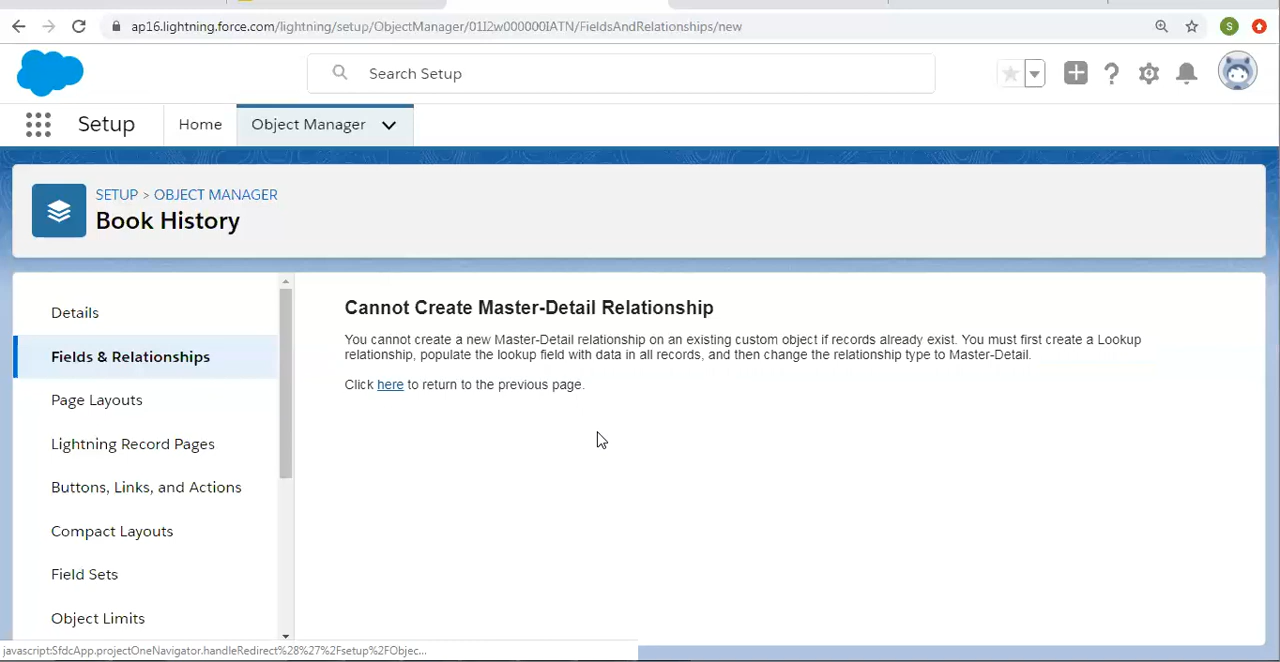 ap16.lightning.force.com/lightning/setup/ObjectManager/01I2w000000IATN/FieldsAndRelationships/new
S
Search Setup
Setup
Home
Object Manager
SETUP > OBJECT MANAGER
Book History
Details
Fields & Relationships
Page Layouts
Lightning Record Pages
Buttons, Links, and Actions
Compact Layouts
Field Sets
Object Limits
Cannot Create Master-Detail Relationship
You cannot create a new Master-Detail relationship on an existing custom object if records already exist. You must first create a Lookup
relationship, populate the lookup field with data in all records, and then change the relationship type to Master-Detail.
Click here to return to the previous page.
javascript:SfdcApp.projectOneNavigator.handleRedirect%28%27%2Fsetup%2FObjec...